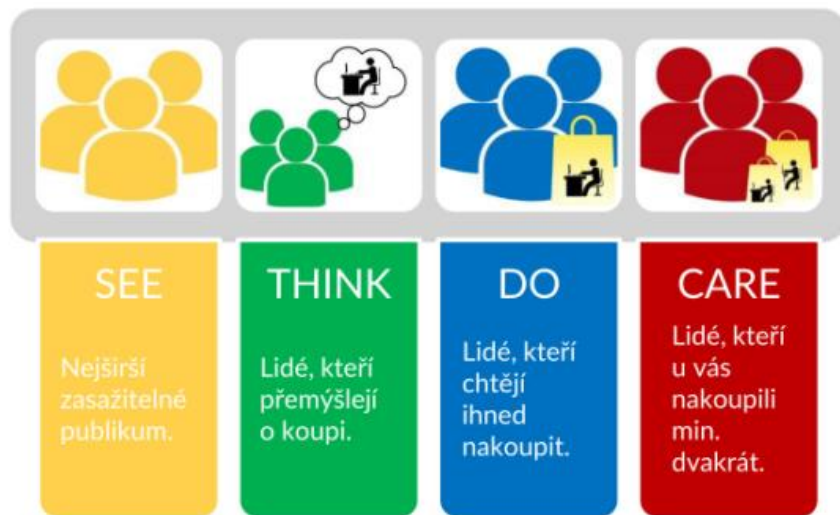 SEE
Nejširší
zasažitelné
publikum.
THINK
Lidé, kteří
přemýšlejí
o koupi.
DO
Lidé, kteří
chtějí
ihned
nakoupit.
CARE
Lidé, kteří
u vás
nakoupili
min.
dvakrát.